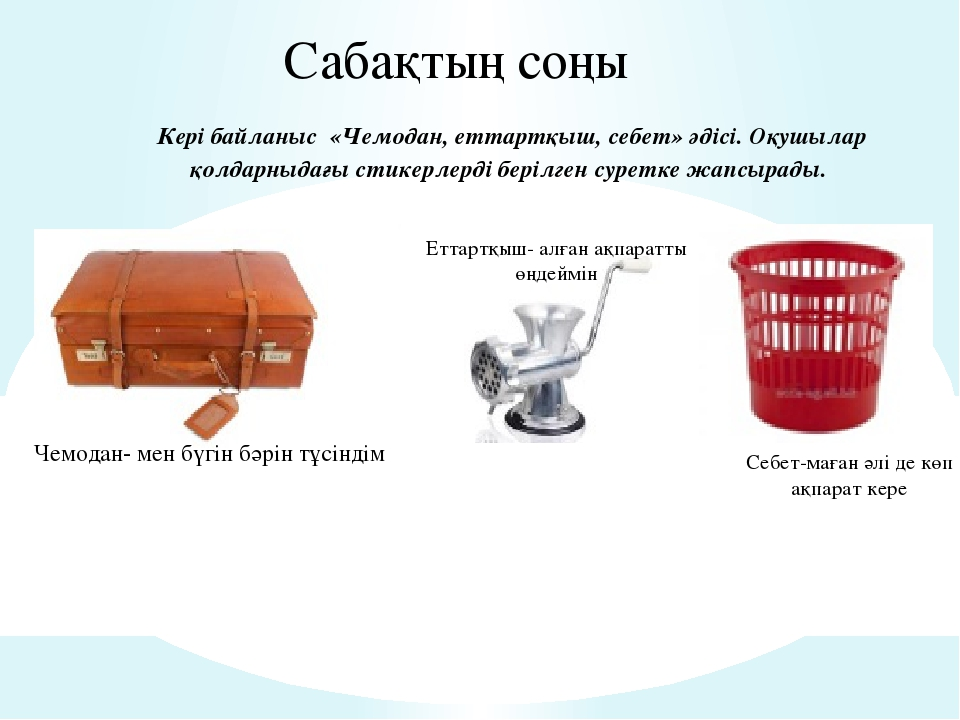 Сабақтың соңы
Кері байланыс «Чемодан, еттартқыш, себет» әдісі. Оқушылар
қолдарныдағы стикерлерді берілген суретке жапсырады.
Еттартқыш- алған ақпаратты
өңдеймін
Чемодан- мен бүгін бәрін түсіндім
Себет-маған әлі де көп
ақпарат кере